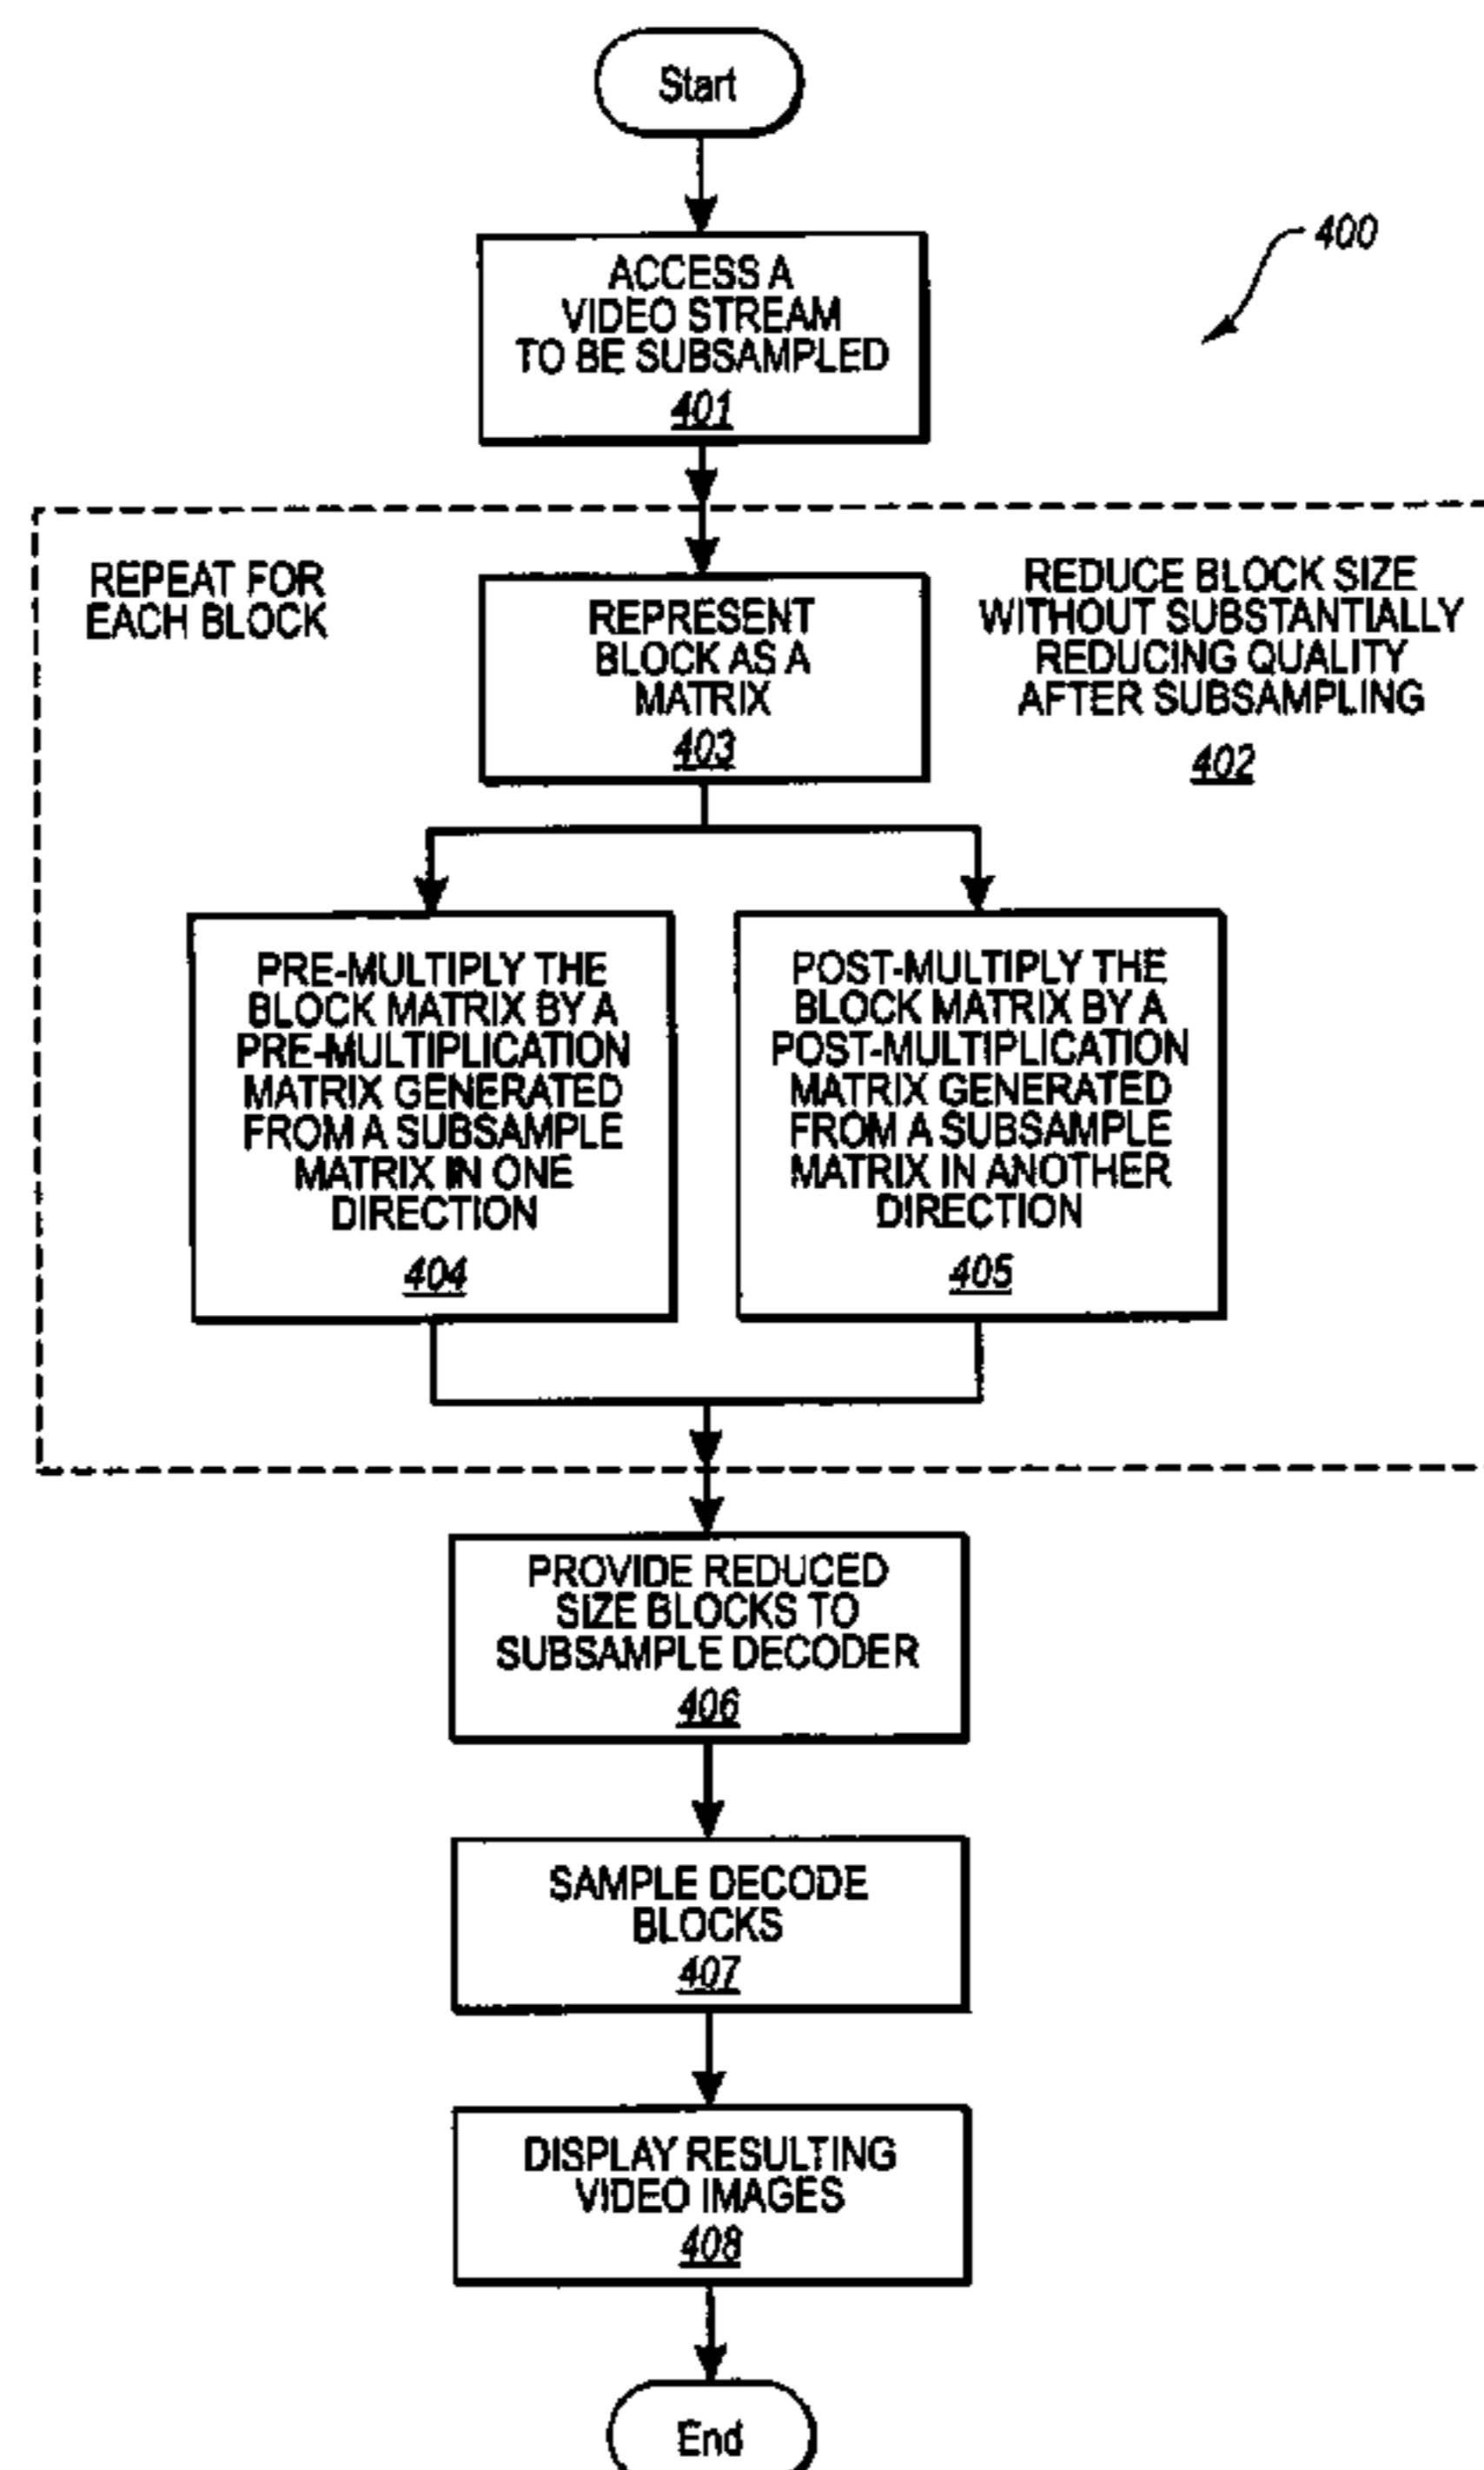 Start
400
ACCESS A
VIDEO STREAM
TO BE SUBSAMPLED
401
REPEAT FOR
EACH BLOCK
REPRESENT
BLOCK AS A
MATRIX
403
REDUCE BLOCK SIZE
WITHOUT SUBSTANTIALLY
REDUCING QUALITY
AFTER SUBSAMPLING
402
PRE-MULTIPLY THE
BLOCK MATRIX BY A
PRE-MULTIPLICATION
MATRIX GENERATED
FROM A SUBSAMPLE
MATRIX IN ONE
DIRECTION
404
POST-MULTIPLY THE
BLOCK MATRIX BY A
POST-MULTIPLICATION
MATRIX GENERATED
FROM A SUBSAMPLE
MATRIX IN ANOTHER
DIRECTION
405
PROVIDE REDUCED
SIZE BLOCKS TO
SUBSAMPLE DECODER
406
SAMPLE DECODE
BLOCKS
407
DISPLAY RESULTING
VIDEO IMAGES
408
End